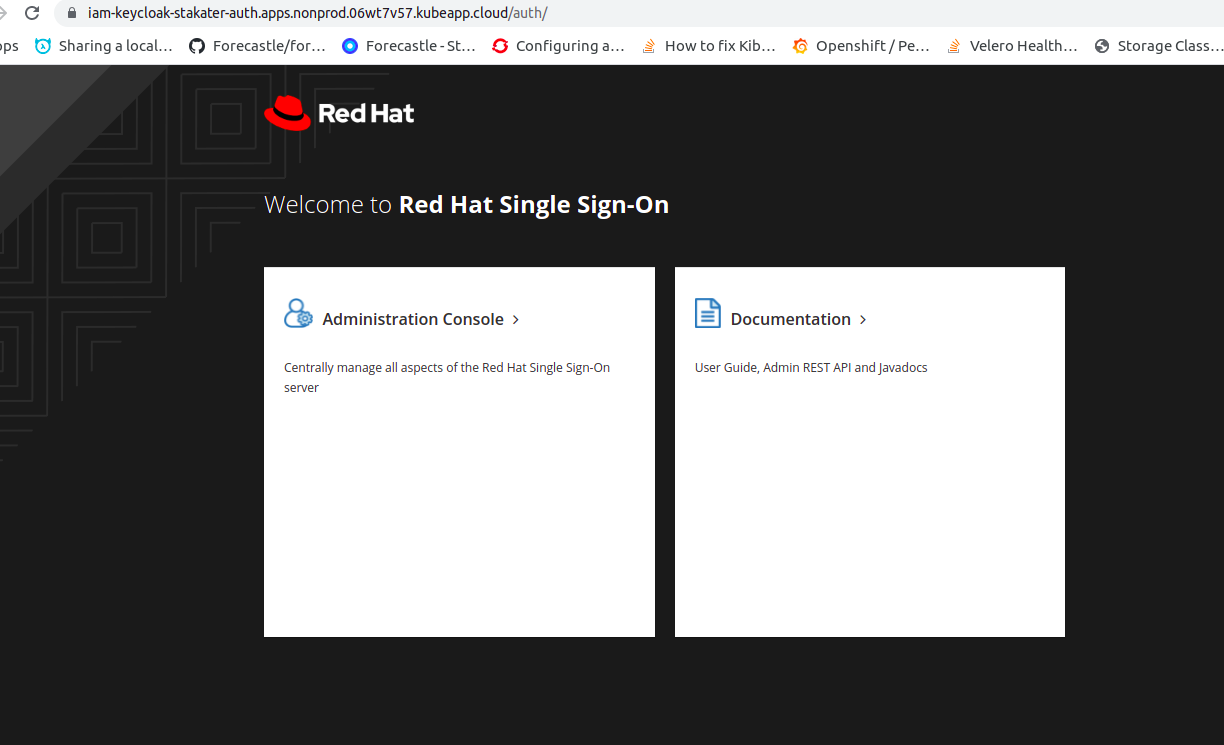 iam-keycloak-stakater-auth.apps.nonprod.06wt7v57.kubeapp.cloud/auth/
ops Sharing a local… Forecastle/for… Forecastle - St… Configuring a… How to fix Kib… Openshift / Pe… Velero Health… Storage Class…
Red Hat
Welcome to Red Hat Single Sign-On
Administration Console
Centrally manage all aspects of the Red Hat Single Sign-On
server
Documentation
User Guide, Admin REST API and Javadocs